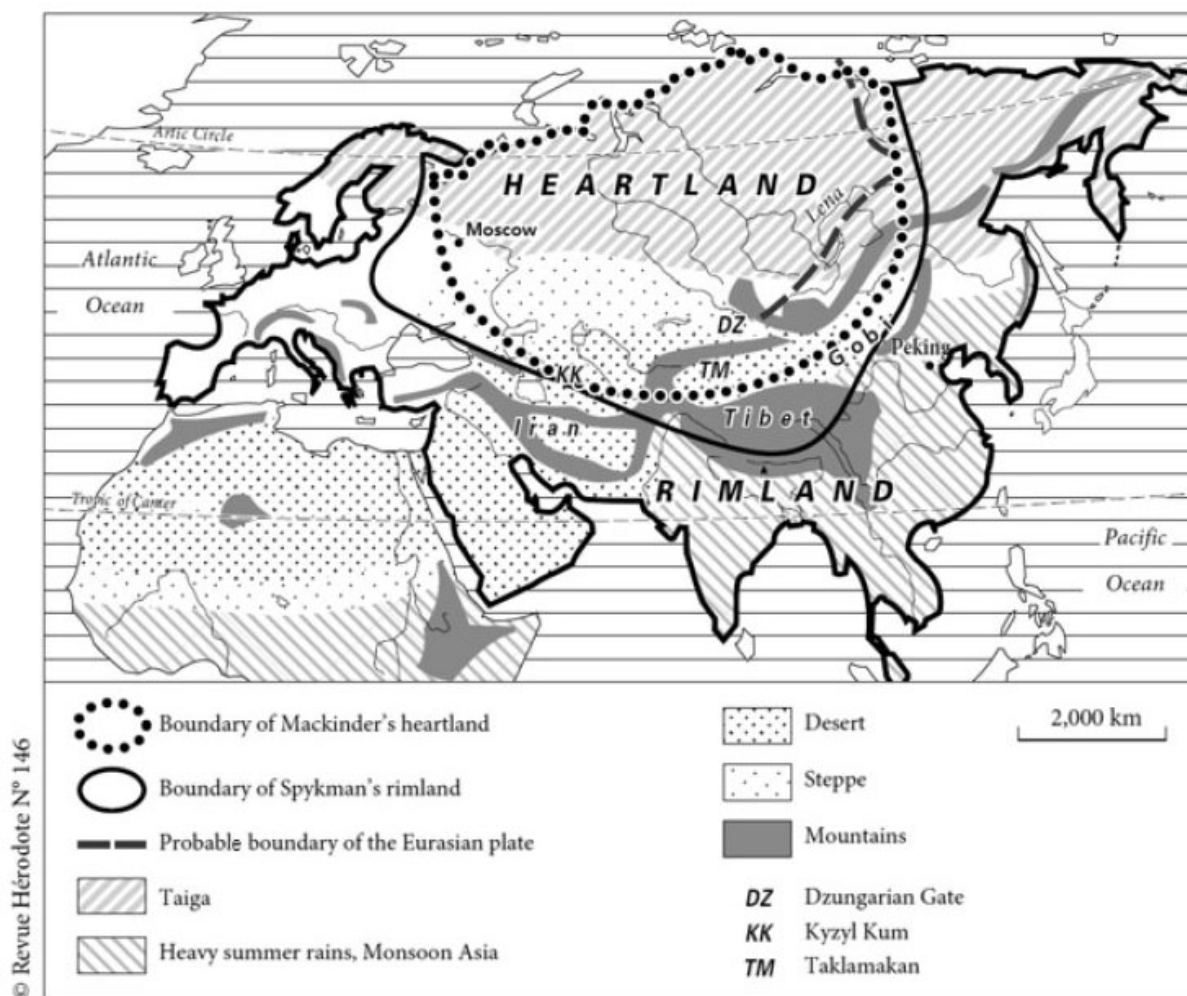 Artic Circle
HEARTLAND
Lena
Moscow
Atlantic
Ocean
DZ
Gobi
Peking
TM
KK
Tibet
Iran
RIMLAND
Tropic of Cancer
Pacific
Ocean
Boundary of Mackinder's heartland
Boundary of Spykman's rimland
Probable boundary of the Eurasian plate
Taiga
Heavy summer rains, Monsoon Asia
Desert
Steppe
Mountains
DZ Dzungarian Gate
KK Kyzyl Kum
TM Taklamakan
2,000 km
© Revue Hérodote N° 146